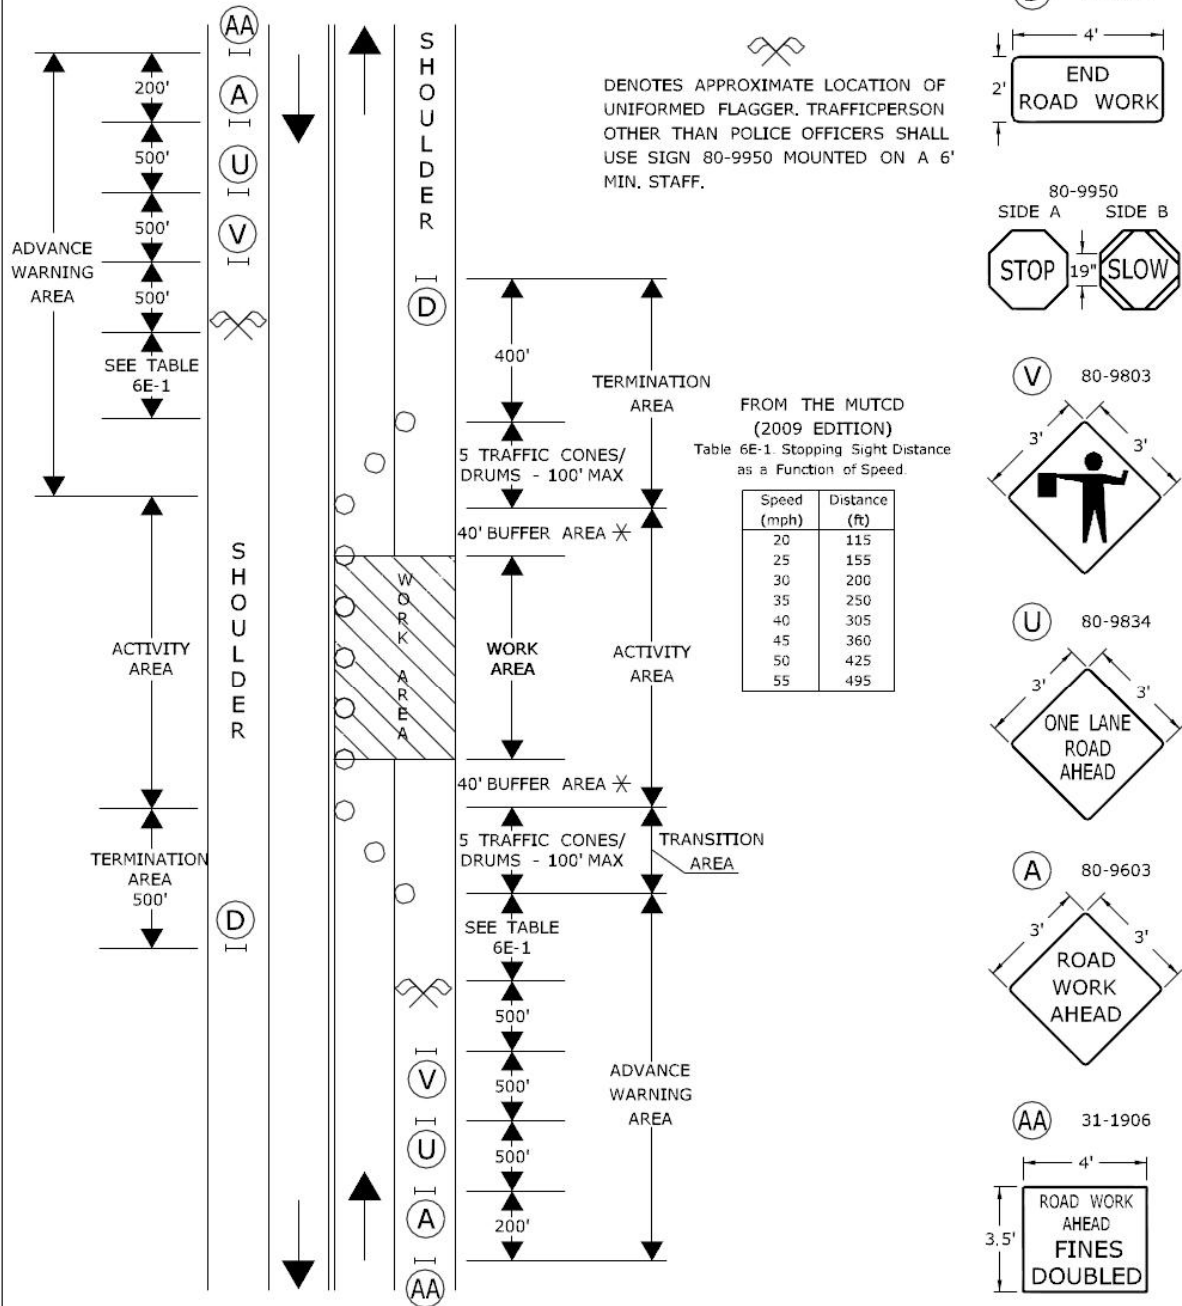 AA
200'
A
500'
U
500'
V
500'
ADVANCE
WARNING
AREA
SEE TABLE
6E-1
SHOULDER
ACTIVITY
AREA
TERMINATION
AREA
500'
D
SHOULDER
D
400'
TERMINATION
AREA
5 TRAFFIC CONES/
DRUMS - 100' MAX
40' BUFFER AREA *
WORK AREA
WORK
AREA
ACTIVITY
AREA
40' BUFFER AREA *
5 TRAFFIC CONES/
DRUMS - 100' MAX
TRANSITION
AREA
SEE TABLE
6E-1
500'
V
500'
U
500'
A
200'
AA
ADVANCE
WARNING
AREA
DENOTES APPROXIMATE LOCATION OF
UNIFORMED FLAGGER. TRAFFICPERSON
OTHER THAN POLICE OFFICERS SHALL
USE SIGN 80-9950 MOUNTED ON A 6'
MIN. STAFF.
FROM THE MUTCD
(2009 EDITION)
Table 6E-1. Stopping Sight Distance
as a Function of Speed.
Speed Distance
(mph) (ft)
20 115
25 155
30 200
35 250
40 305
45 360
50 425
55 495
4'
2'
END
ROAD WORK
80-9950
SIDE A SIDE B
STOP 19" SLOW
V 80-9803
3' 3'
U 80-9834
3' 3'
ONE LANE
ROAD
AHEAD
A 80-9603
3' 3'
ROAD
WORK
AHEAD
AA 31-1906
4'
3.5'
ROAD WORK
AHEAD
FINES
DOUBLED